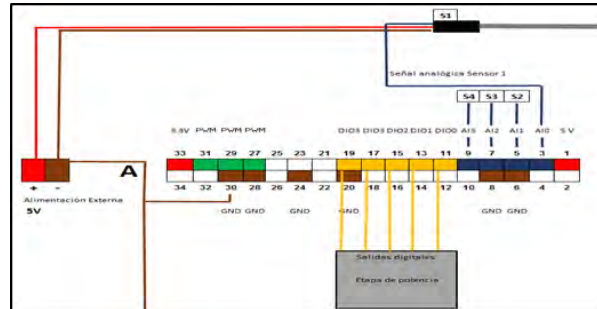 S1
Señal analógica Sensor 1
S4 S3 S2
3.3V PWM PWM PWM DIO5 DIO3 DIO2 DIO1 DIO0 AI3 AI2 AI1 AI0 5 V
33 31 29 27 25 23 21 19 17 15 13 11 9 7 5 3 1
A
+ -
34 32 30 28 26 24 22 20 18 16 14 12 10 8 6 4 2
Alimentación Externa
5V
GND GND GND GND GND GND
Salidas digitales
Etapa de potencia